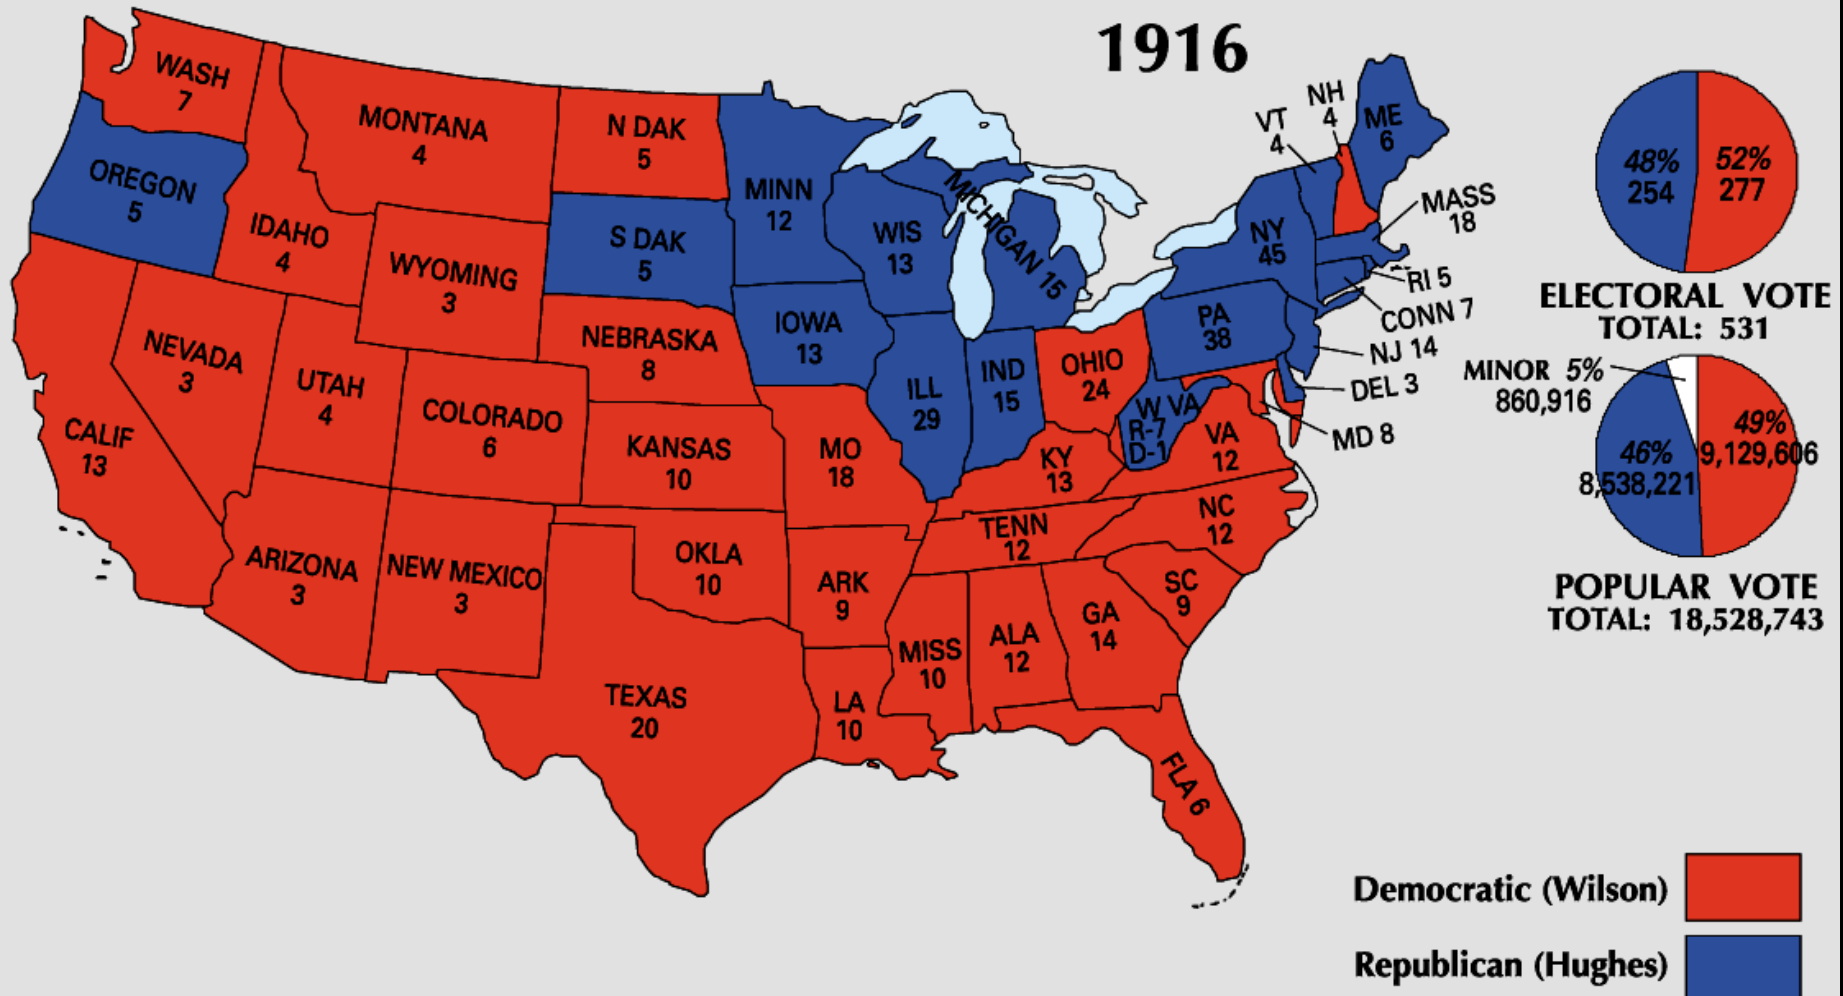 1916
WASH
7
MONTANA
4
N DAK
5
MINN
12
OREGON
5
IDAHO
4
WYOMING
3
S DAK
5
WIS
13
MICHIGAN 15
VT
4
NH
4
ME
6
MASS
18
NY
45
RI 5
CONN 7
NJ 14
DEL 3
MD 8
PA
38
NEVADA
3
UTAH
4
COLORADO
6
NEBRASKA
8
IOWA
13
ILL
29
IND
15
OHIO
24
W VA
R-7
D-1
VA
12
CALIF
13
KANSAS
10
MO
18
KY
13
ARIZONA
3
NEW MEXICO
3
OKLA
10
ARK
9
TENN
12
NC
12
SC
9
TEXAS
20
LA
10
MISS
10
ALA
12
GA
14
FLA 6
48%
254
52%
277
ELECTORAL VOTE
TOTAL: 531
MINOR 5%
860,916
49%
9,129,606
46%
8,538,221
POPULAR VOTE
TOTAL: 18,528,743
Democratic (Wilson)
Republican (Hughes)